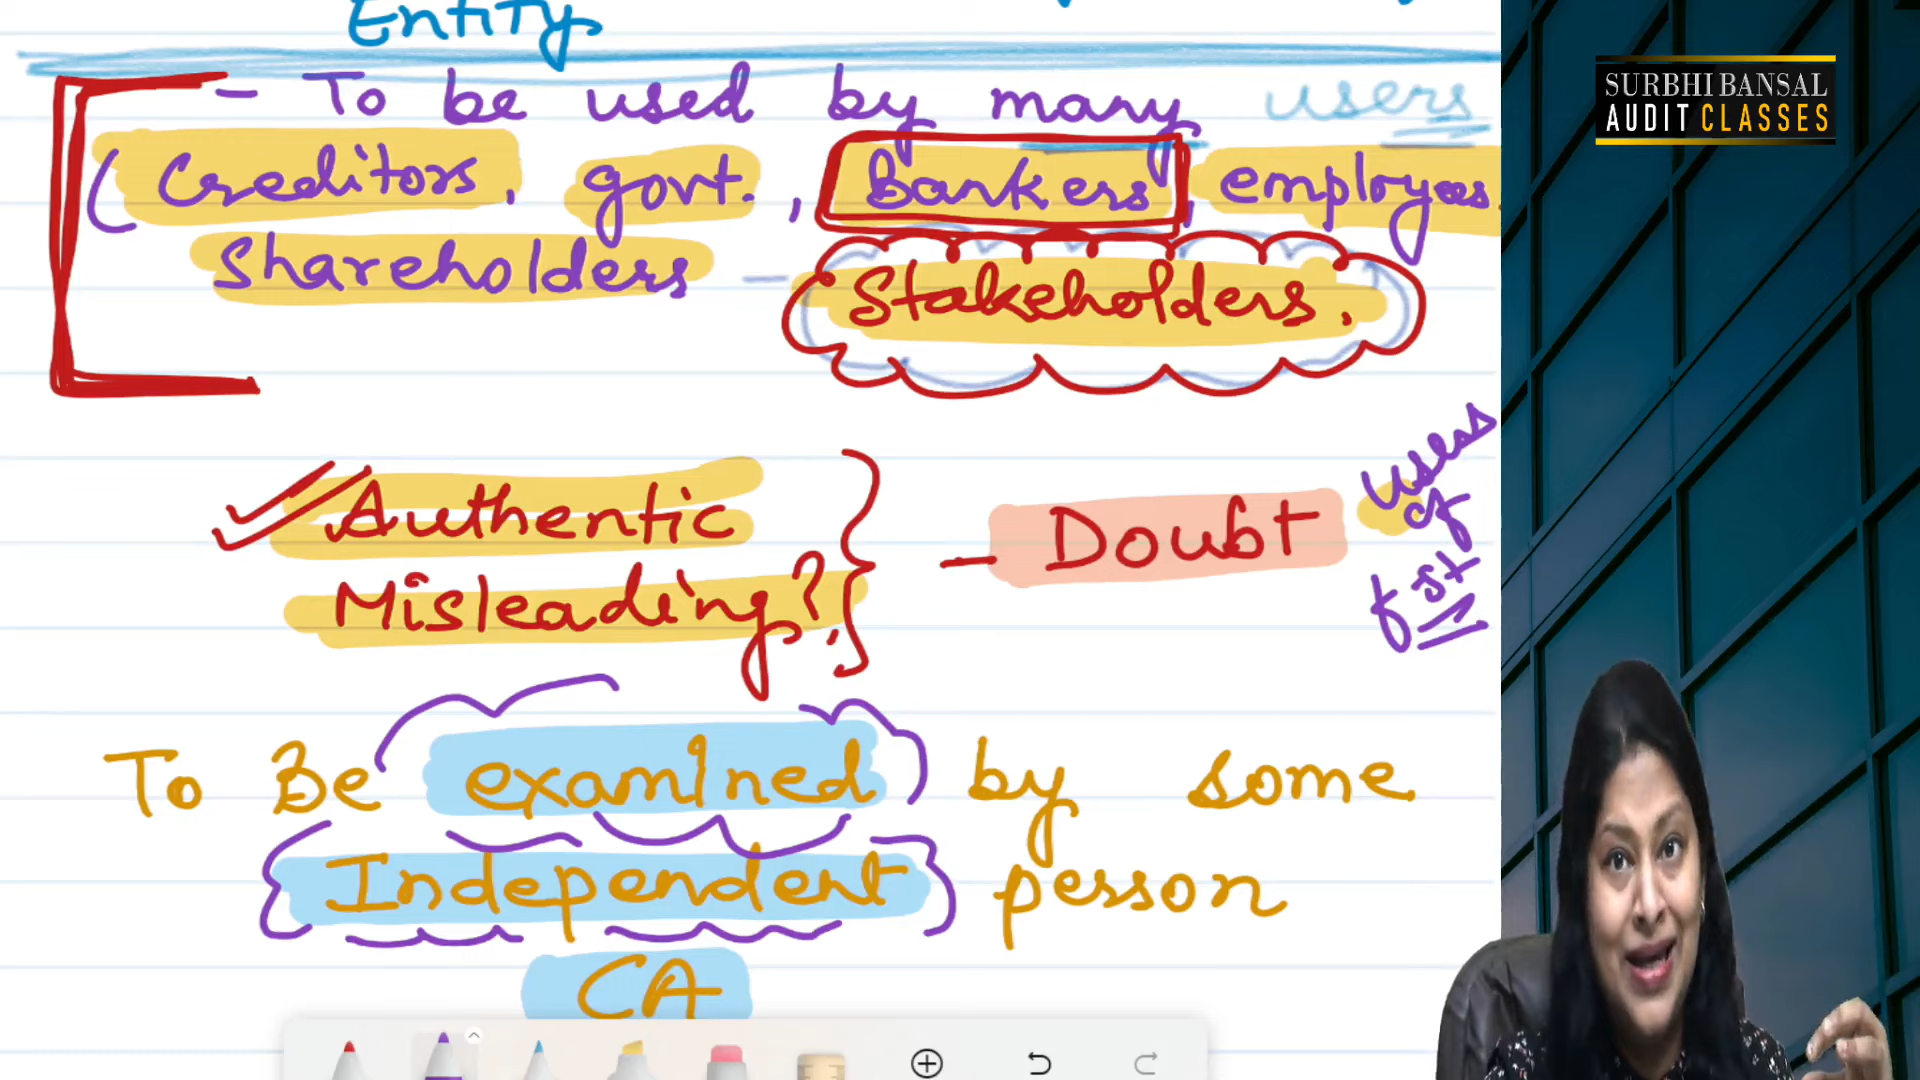 Entity
- To be used by many users
(Creditors, govt., Bankers, employees.
Shareholders - Stakeholders.
Authentic
Misleading?
- Doubt
users
of
f.st
To Be examined by some
Independent person
CA
SURBHI BANSAL
AUDIT CLASSES